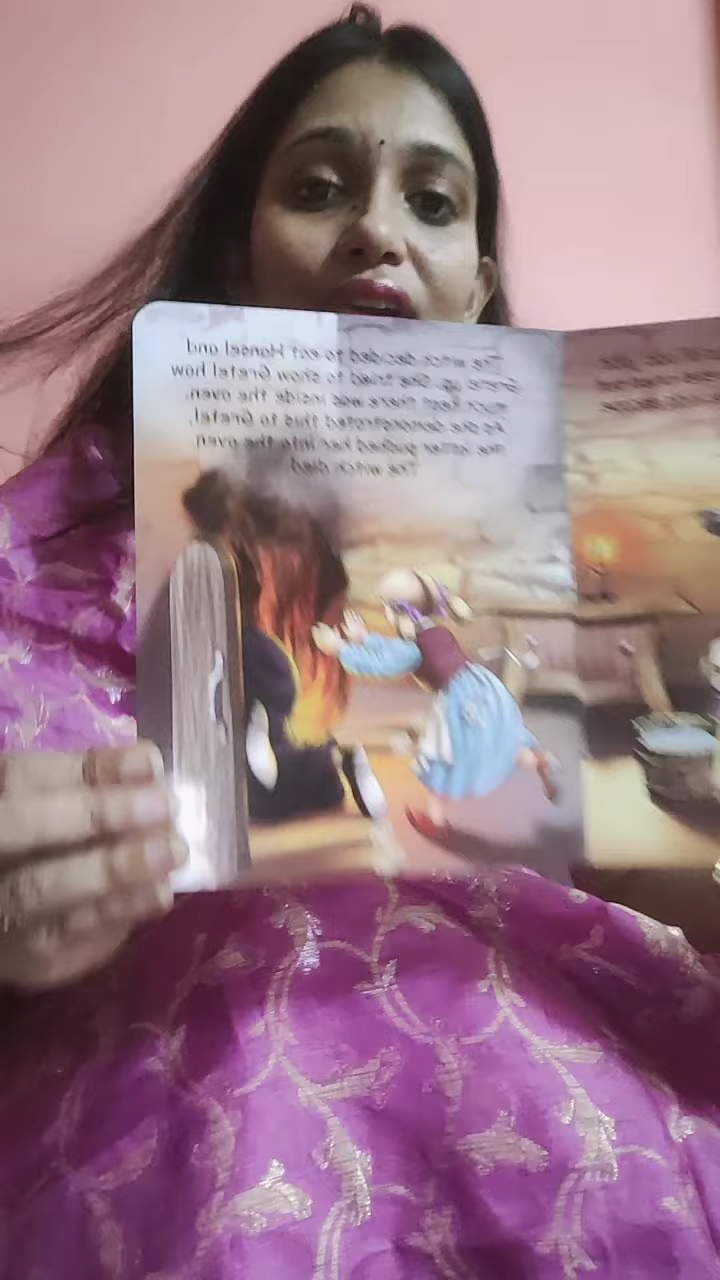 The witch decided to eat Hansel and
Gretel up. She tried to show Gretel how
much heat there was inside the oven.
As she demonstrated this to Gretel,
the latter pushed her into the oven
The witch died